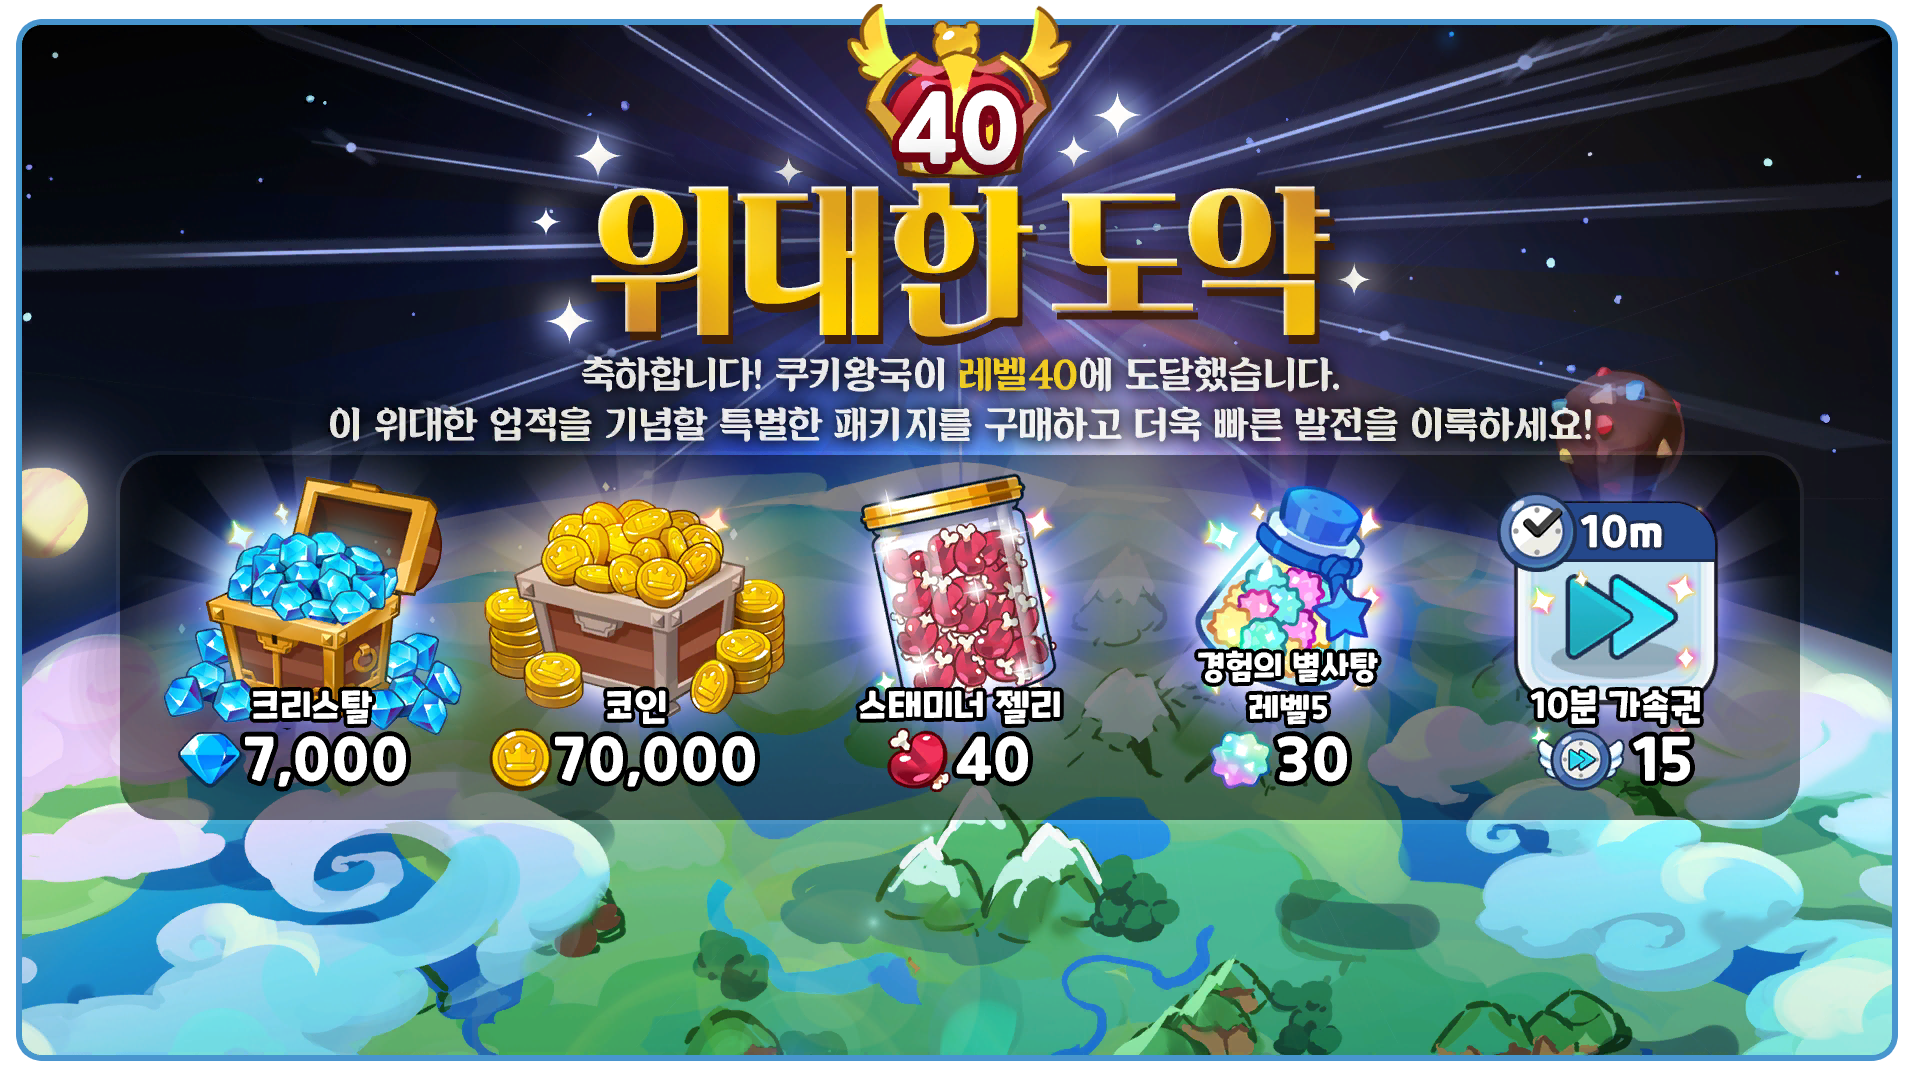 40
위대한 도약
축하합니다! 쿠키왕국이 레벨40에 도달했습니다.
이 위대한 업적을 기념할 특별한 패키지를 구매하고 더욱 빠른 발전을 이룩하세요!
크리스탈
7,000
코인
70,000
스태미너 젤리
40
경험의 별사탕
레벨5
30
10m
10분 가속권
15